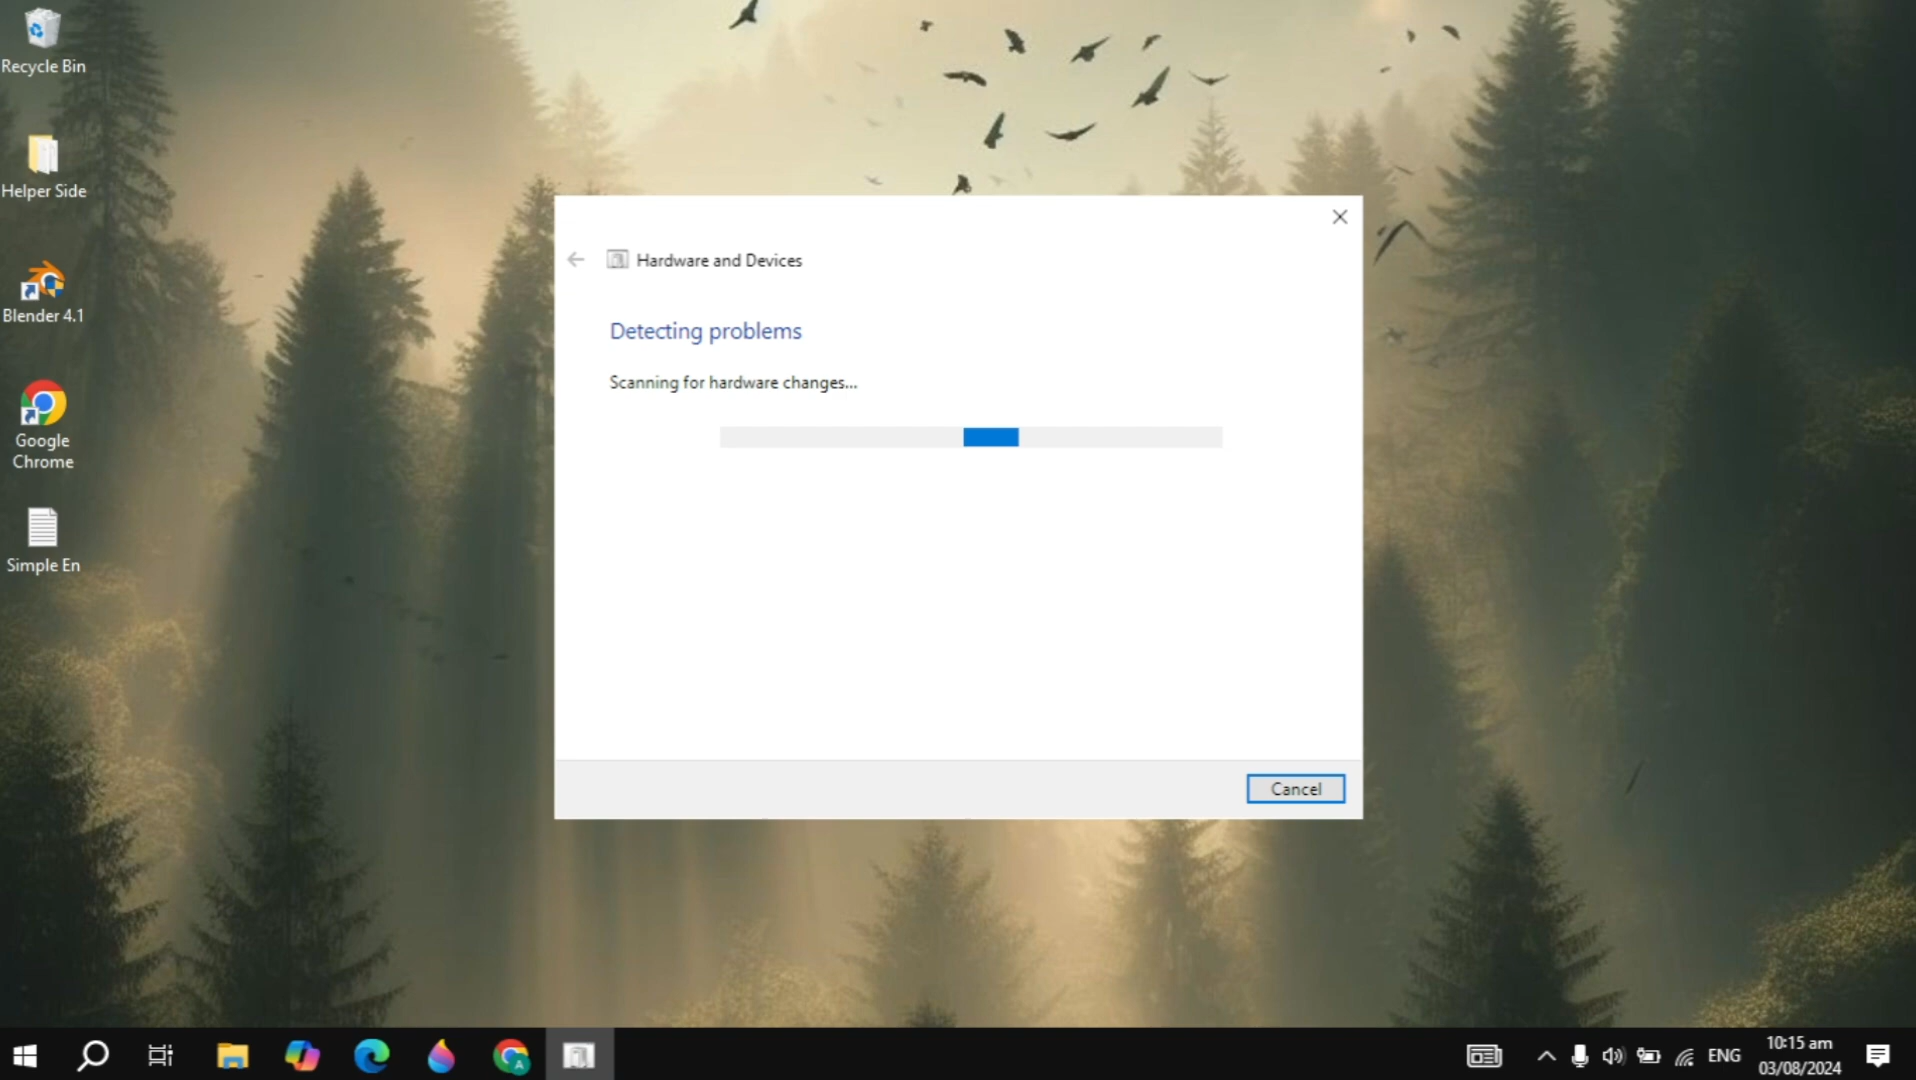 Recycle Bin
Helper Side
Blender 4.1
Google
Chrome
Simple En
Hardware and Devices
Detecting problems
Scanning for hardware changes...
Cancel
A
ENG
10:15 am
03/08/2024